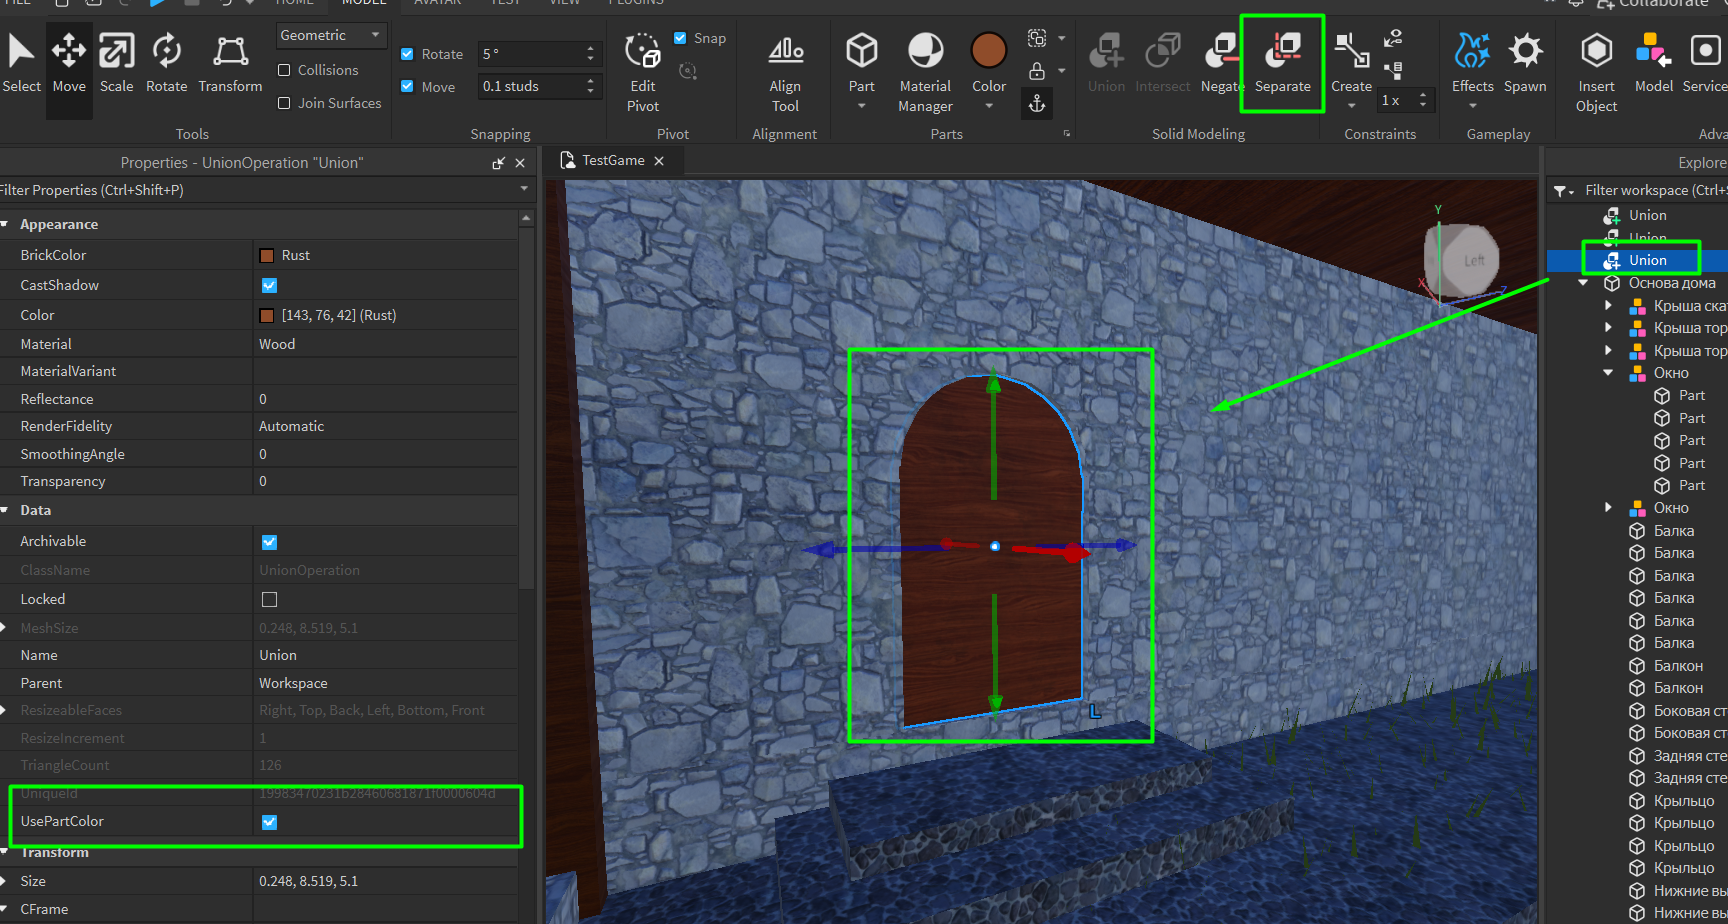 FILE HOME MODEL AVATAR TEST VIEW PLUGINS Collaborate
Select Move Scale Rotate Transform
Geometric
Collisions
Join Surfaces
Tools
Rotate 5 °
Move 0.1 studs
Snapping
Edit Pivot
Snap
Pivot
Align Tool
Alignment
Part Material Manager Color
Parts
Union Intersect Negate Separate
Solid Modeling
Create
1 x
Constraints
Effects Spawn
Gameplay
Insert Object Model Service
Adva
Properties - UnionOperation "Union"
Filter Properties (Ctrl+Shift+P)
Appearance
BrickColor Rust
CastShadow
Color [143, 76, 42] (Rust)
Material Wood
MaterialVariant
Reflectance 0
RenderFidelity Automatic
SmoothingAngle 0
Transparency 0
Data
Archivable
ClassName UnionOperation
Locked
MeshSize 0.248, 8.519, 5.1
Name Union
Parent Workspace
ResizeableFaces Right, Top, Back, Left, Bottom, Front
ResizeIncrement 1
TriangleCount 126
UniqueId 19983470231b28460681871f0000604d
UsePartColor
Transform
Size 0.248, 8.519, 5.1
CFrame
TestGame
Y
Left
X
Z
L
Explore
Filter workspace (Ctrl+S
Union
Union
Union
Основа дома
Крыша ска
Крыша тор
Крыша тор
Окно
Part
Part
Part
Part
Part
Окно
Балка
Балка
Балка
Балка
Балка
Балка
Балкон
Балкон
Боковая ст
Боковая ст
Задняя сте
Задняя сте
Крыльцо
Крыльцо
Крыльцо
Крыльцо
Нижние вы
Нижние вы